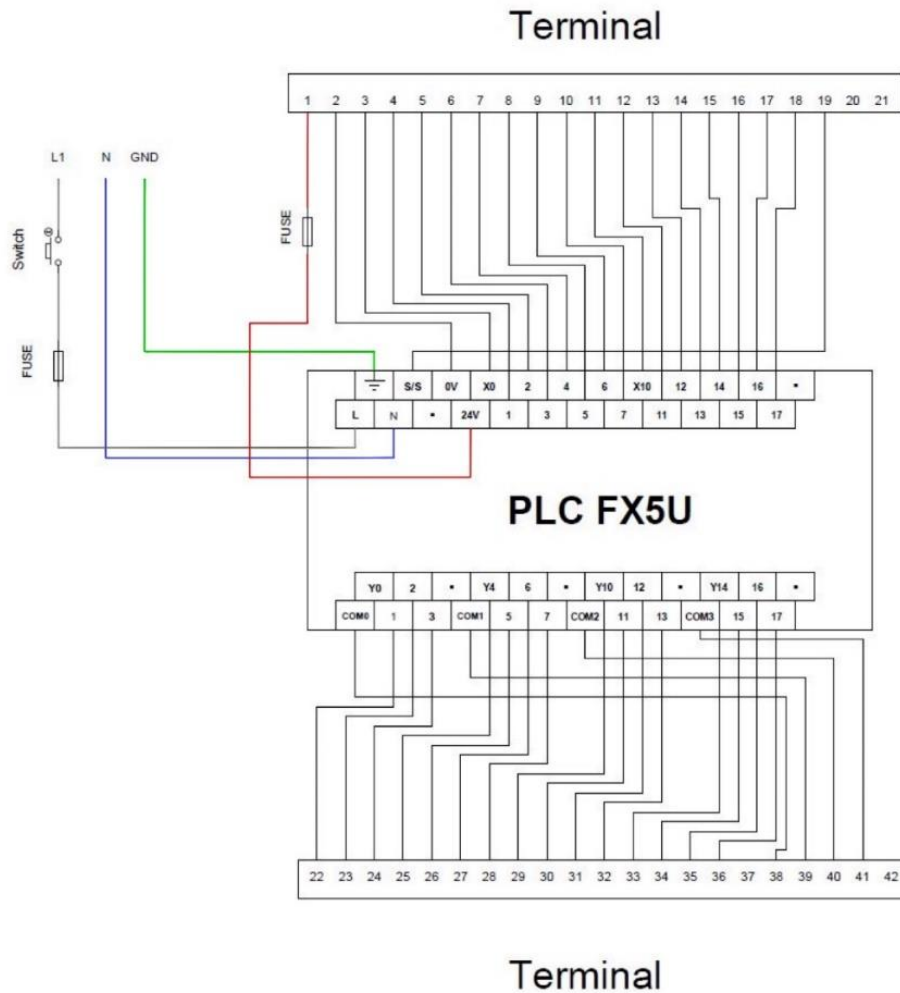 Terminal
1 2 3 4 5 6 7 8 9 10 11 12 13 14 15 16 17 18 19 20 21
L1 N GND
Switch
FUSE
FUSE
S/S 0V X0 2 4 6 X10 12 14 16 ▪
L N ▪ 24V 1 3 5 7 11 13 15 17
PLC FX5U
Y0 2 ▪ Y4 6 ▪ Y10 12 ▪ Y14 16 ▪
COM0 1 3 COM1 5 7 COM2 11 13 COM3 15 17
22 23 24 25 26 27 28 29 30 31 32 33 34 35 36 37 38 39 40 41 42
Terminal